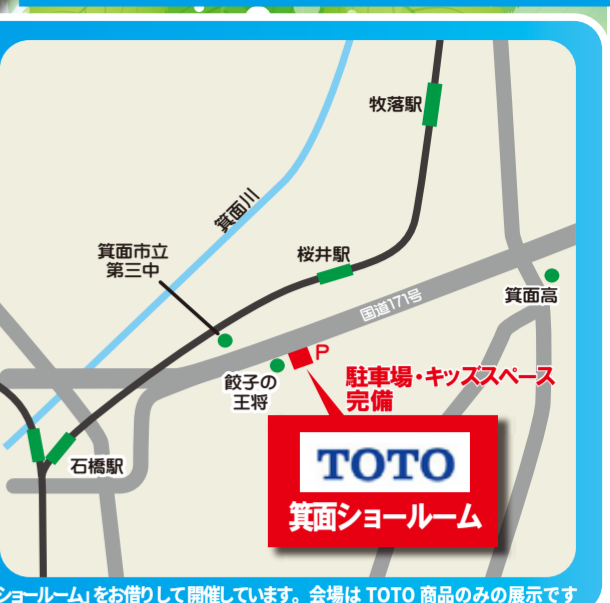 牧落駅
箕面川
箕面市立
第三中
桜井駅
箕面高
国道171号
P
餃子の
王将
駐車場・キッズスペース
完備
石橋駅
TOTO
箕面ショールーム
ショールーム」をお借りして開催しています。会場は TOTO 商品のみの展示です